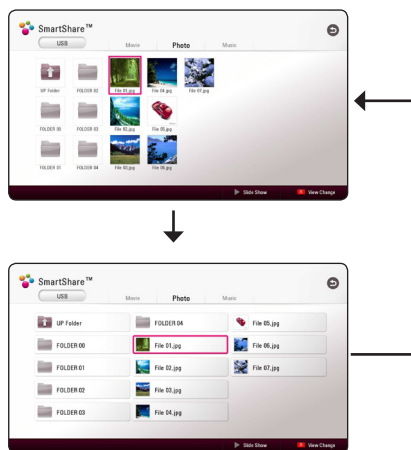 SmartShare™
USB Movie Photo Music
UP Folder FOLDER 02 File 01.jpg File 04.jpg File 07.jpg
FOLDER 00 FOLDER 03 File 02.jpg File 05.jpg
FOLDER 01 FOLDER 04 File 03.jpg File 06.jpg
Slide Show View Change
SmartShare™
USB Movie Photo Music
UP Folder FOLDER 04 File 05.jpg
FOLDER 00 File 01.jpg File 06.jpg
FOLDER 01 File 02.jpg File 07.jpg
FOLDER 02 File 03.jpg
FOLDER 03 File 04.jpg
Slide Show View Change